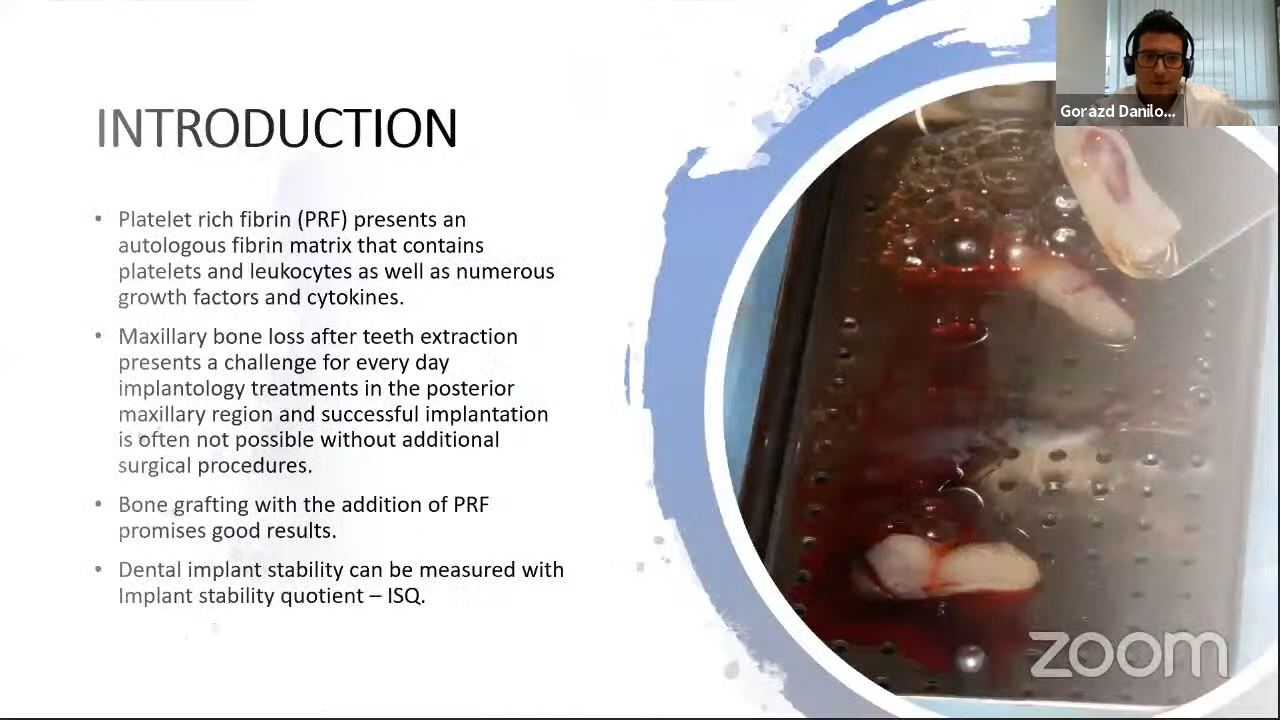 INTRODUCTION
• Platelet rich fibrin (PRF) presents an
autologous fibrin matrix that contains
platelets and leukocytes as well as numerous
growth factors and cytokines.
• Maxillary bone loss after teeth extraction
presents a challenge for every day
implantology treatments in the posterior
maxillary region and successful implantation
is often not possible without additional
surgical procedures.
• Bone grafting with the addition of PRF
promises good results.
• Dental implant stability can be measured with
Implant stability quotient – ISQ.
Gorazd Danilo...
zoom